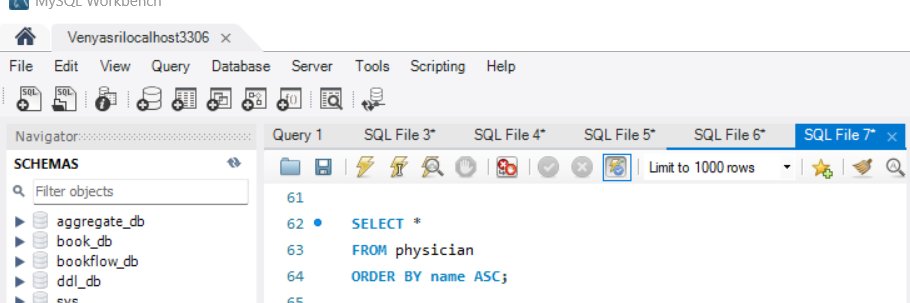 MySQL Workbench
Venyasrilocalhost3306 ×
File Edit View Query Database Server Tools Scripting Help
SQL SQL
Navigator
Query 1 SQL File 3* SQL File 4* SQL File 5* SQL File 6* SQL File 7* ×
SCHEMAS
Limit to 1000 rows
Filter objects
aggregate_db
book_db
bookflow_db
ddl_db
sys
61
62 SELECT *
63 FROM physician
64 ORDER BY name ASC;
65